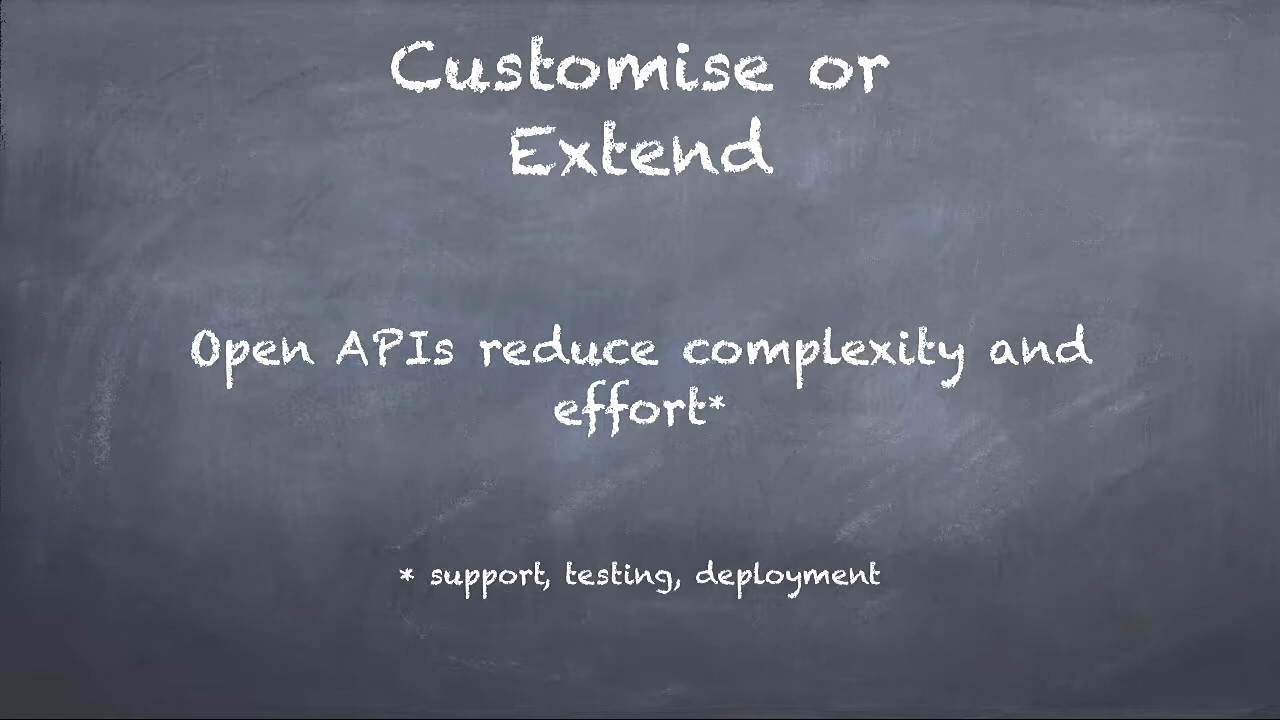 Customise or
Extend
Open APIs reduce complexity and
effort*
* support, testing, deployment